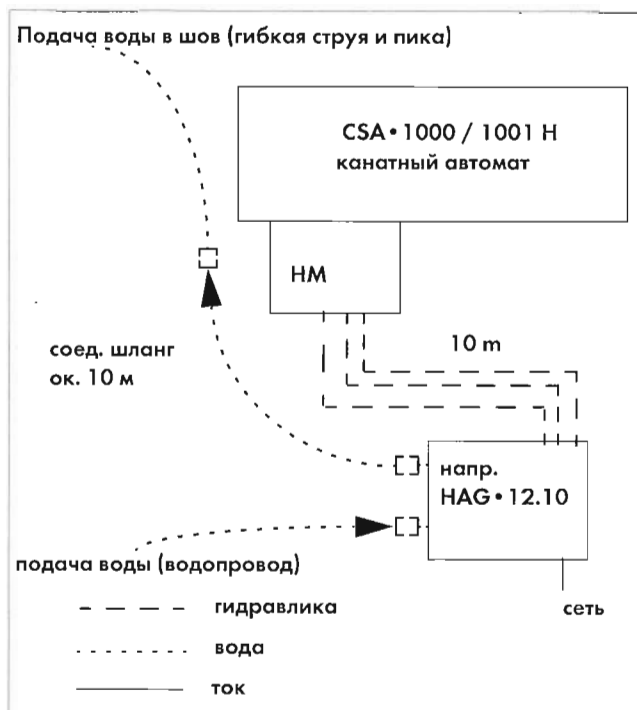 Подача воды в шов (гибкая струя и пика)
CSA • 1000 / 1001 H
канатный автомат
НМ
соед. шланг
ок. 10 м
10 m
напр.
HAG • 12.10
подача воды (водопровод)
сеть
гидравлика
вода
ток